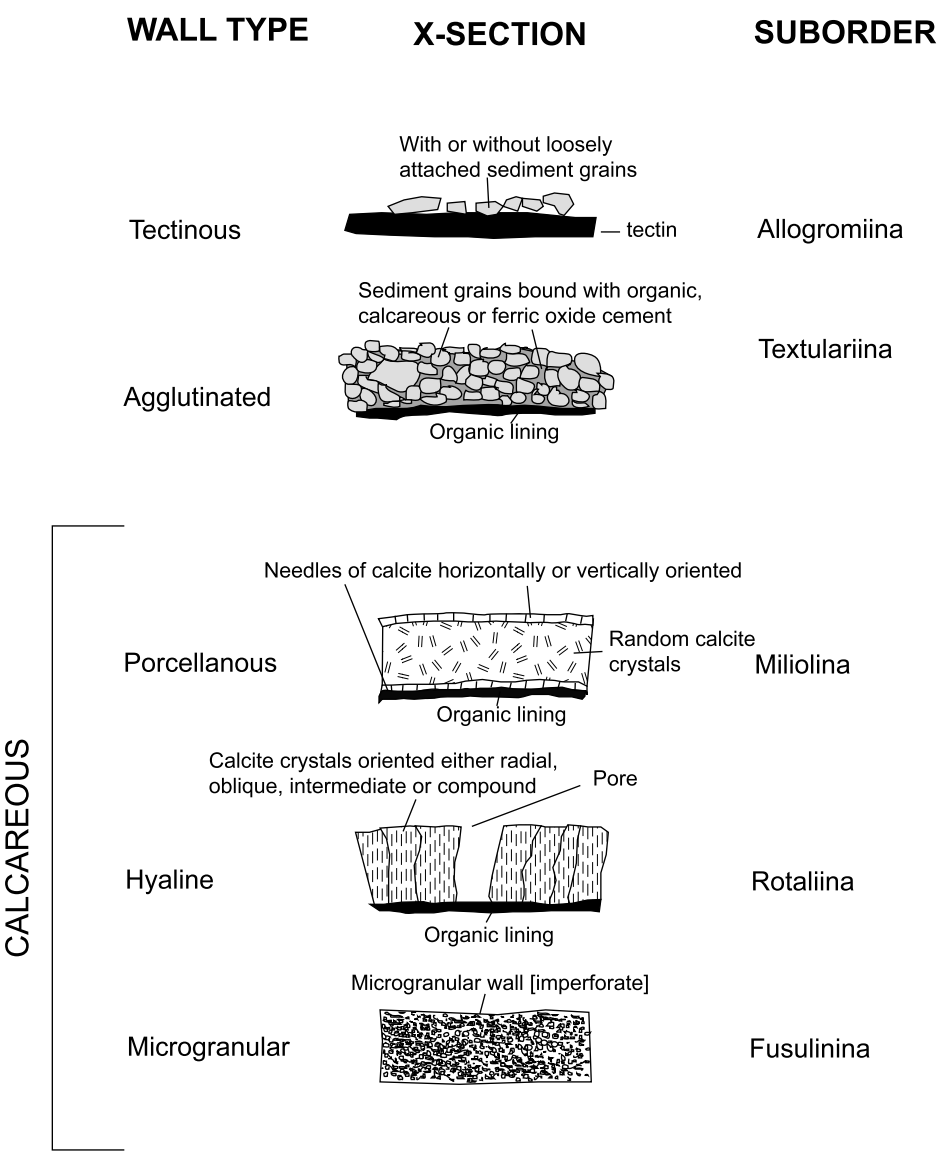 WALL TYPE
X-SECTION
SUBORDER
With or without loosely
attached sediment grains
Tectinous
tectin
Allogromiina
Sediment grains bound with organic,
calcareous or ferric oxide cement
Textulariina
Agglutinated
Organic lining
CALCAREOUS
Needles of calcite horizontally or vertically oriented
Porcellanous
Random calcite
crystals
Miliolina
Organic lining
Calcite crystals oriented either radial,
oblique, intermediate or compound
Pore
Hyaline
Rotaliina
Organic lining
Microgranular wall [imperforate]
Microgranular
Fusulinina